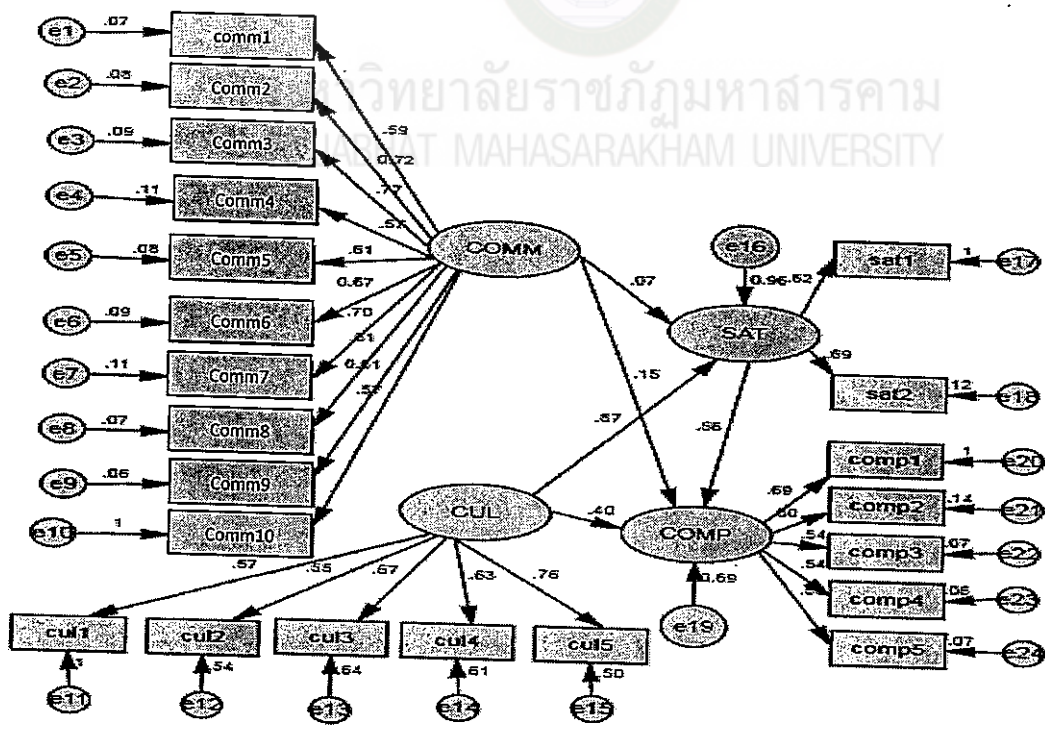 e1 .07 comm1
e2 .08 Comm2
e3 .09 Comm3
e4 .11 Comm4
e5 .08 Comm5
e6 .09 Comm6
e7 .11 Comm7
e8 .07 Comm8
e9 .06 Comm9
e10 1 Comm10
วิทยาลัยราชภัฏมหาสารคาม
MAHASARAKHAM UNIVERSITY
.59
0.72
.77
.61
0.67
.70
COMM
.07
.15
e16
0.96
.62
sat1
1
e17
SAT
.69
sat2
12
e18
.67
.56
CUL
.40
COMP
0.69
e19
.69
comp1
1
e20
comp2
.14
e21
.54
comp3
.07
e22
.54
comp4
e23
comp5
.07
e24
.57
.67
.63
.76
cul1
cul2
cul3
cul4
cul5
.54
.64
.61
.50
e11
e12
e13
e14
e15